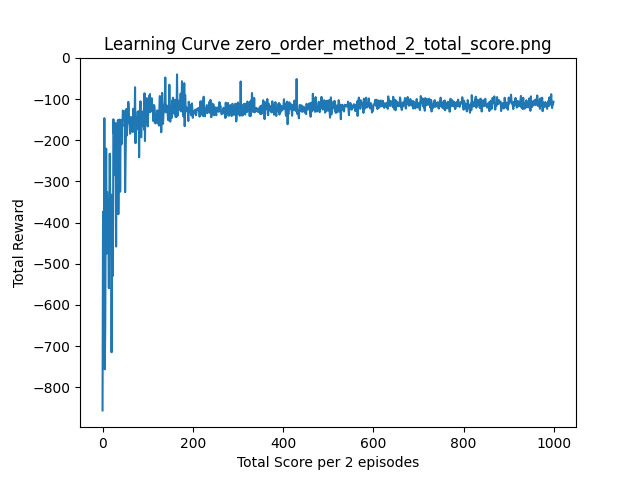 Learning Curve zero_order_method_2_total_score.png
0
−100
−200
−300
−400
−500
−600
−700
−800
Total Reward
0 200 400 600 800 1000
Total Score per 2 episodes